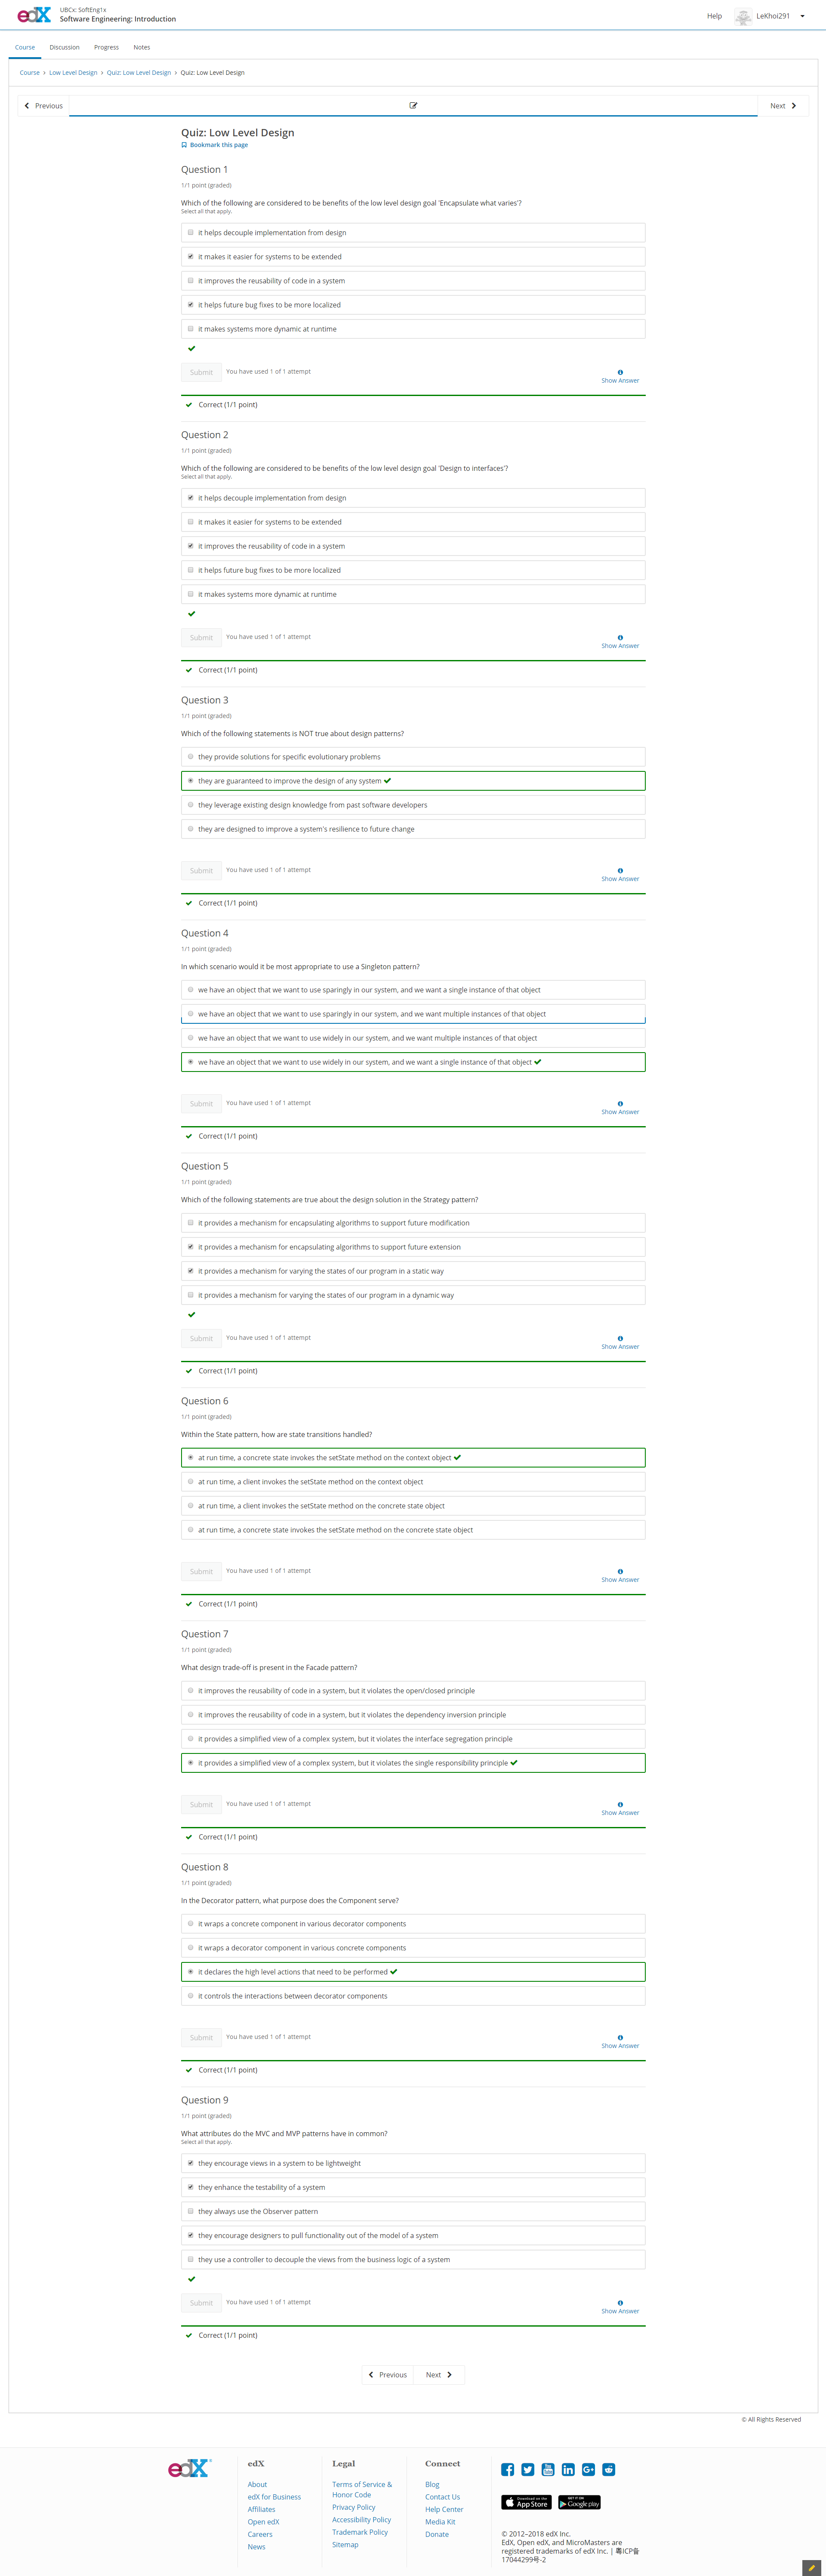 edX
UBCx: SoftEng1x
Software Engineering: Introduction
Help
LeKhoi291
Course Discussion Progress Notes
Course > Low Level Design > Quiz: Low Level Design > Quiz: Low Level Design
Previous
Next
Quiz: Low Level Design
Bookmark this page
Question 1
1/1 point (graded)
Which of the following are considered to be benefits of the low level design goal 'Encapsulate what varies'?
Select all that apply.
it helps decouple implementation from design
it makes it easier for systems to be extended
it improves the reusability of code in a system
it helps future bug fixes to be more localized
it makes systems more dynamic at runtime
Submit
You have used 1 of 1 attempt
Show Answer
Correct (1/1 point)
Question 2
1/1 point (graded)
Which of the following are considered to be benefits of the low level design goal 'Design to interfaces'?
Select all that apply.
it helps decouple implementation from design
it makes it easier for systems to be extended
it improves the reusability of code in a system
it helps future bug fixes to be more localized
it makes systems more dynamic at runtime
Submit
You have used 1 of 1 attempt
Show Answer
Correct (1/1 point)
Question 3
1/1 point (graded)
Which of the following statements is NOT true about design patterns?
they provide solutions for specific evolutionary problems
they are guaranteed to improve the design of any system
they leverage existing design knowledge from past software developers
they are designed to improve a system's resilience to future change
Submit
You have used 1 of 1 attempt
Show Answer
Correct (1/1 point)
Question 4
1/1 point (graded)
In which scenario would it be most appropriate to use a Singleton pattern?
we have an object that we want to use sparingly in our system, and we want a single instance of that object
we have an object that we want to use sparingly in our system, and we want multiple instances of that object
we have an object that we want to use widely in our system, and we want multiple instances of that object
we have an object that we want to use widely in our system, and we want a single instance of that object
Submit
You have used 1 of 1 attempt
Show Answer
Correct (1/1 point)
Question 5
1/1 point (graded)
Which of the following statements are true about the design solution in the Strategy pattern?
it provides a mechanism for encapsulating algorithms to support future modification
it provides a mechanism for encapsulating algorithms to support future extension
it provides a mechanism for varying the states of our program in a static way
it provides a mechanism for varying the states of our program in a dynamic way
Submit
You have used 1 of 1 attempt
Show Answer
Correct (1/1 point)
Question 6
1/1 point (graded)
Within the State pattern, how are state transitions handled?
at run time, a concrete state invokes the setState method on the context object
at run time, a client invokes the setState method on the context object
at run time, a client invokes the setState method on the concrete state object
at run time, a concrete state invokes the setState method on the concrete state object
Submit
You have used 1 of 1 attempt
Show Answer
Correct (1/1 point)
Question 7
1/1 point (graded)
What design trade-off is present in the Facade pattern?
it improves the reusability of code in a system, but it violates the open/closed principle
it improves the reusability of code in a system, but it violates the dependency inversion principle
it provides a simplified view of a complex system, but it violates the interface segregation principle
it provides a simplified view of a complex system, but it violates the single responsibility principle
Submit
You have used 1 of 1 attempt
Show Answer
Correct (1/1 point)
Question 8
1/1 point (graded)
In the Decorator pattern, what purpose does the Component serve?
it wraps a concrete component in various decorator components
it wraps a decorator component in various concrete components
it declares the high level actions that need to be performed
it controls the interactions between decorator components
Submit
You have used 1 of 1 attempt
Show Answer
Correct (1/1 point)
Question 9
1/1 point (graded)
What attributes do the MVC and MVP patterns have in common?
Select all that apply.
they encourage views in a system to be lightweight
they enhance the testability of a system
they always use the Observer pattern
they encourage designers to pull functionality out of the model of a system
they use a controller to decouple the views from the business logic of a system
Submit
You have used 1 of 1 attempt
Show Answer
Correct (1/1 point)
Previous
Next
© All Rights Reserved
edX
edX
About
edX for Business
Affiliates
Open edX
Careers
News
Legal
Terms of Service &
Honor Code
Privacy Policy
Accessibility Policy
Trademark Policy
Sitemap
Connect
Blog
Contact Us
Help Center
Media Kit
Donate
Download on the
App Store
GET IT ON
Google play
© 2012–2018 edX Inc.
EdX, Open edX, and MicroMasters are
registered trademarks of edX Inc. | 粤ICP备
17044299号-2